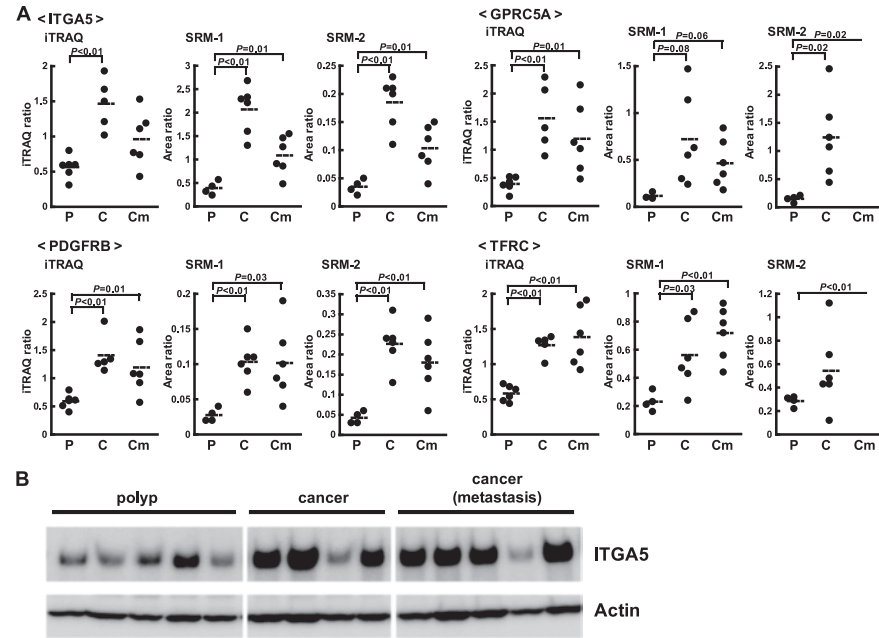 A
< ITGA5 >
iTRAQ
P<0.01
iTRAQ ratio
2
1.5
1
0.5
0
P C Cm
SRM-1
P=0.01
P<0.01
Area ratio
3
2.5
2
1.5
1
0.5
0
P C Cm
SRM-2
P=0.01
P<0.01
Area ratio
0.25
0.2
0.15
0.1
0.05
0
P C Cm
< GPRC5A >
iTRAQ
P=0.01
P<0.01
iTRAQ ratio
2.5
2
1.5
1
0.5
0
P C Cm
SRM-1
P=0.06
P=0.08
Area ratio
1.5
1
0.5
0
P C Cm
SRM-2
P=0.02
P=0.02
Area ratio
2.5
2
1.5
1
0.5
0
P C Cm
< PDGFRB >
iTRAQ
P=0.01
P<0.01
iTRAQ ratio
2.5
2
1.5
1
0.5
0
P C Cm
SRM-1
P=0.03
P<0.01
Area ratio
0.2
0.15
0.1
0.05
0
P C Cm
SRM-2
P<0.01
P<0.01
Area ratio
0.35
0.3
0.25
0.2
0.15
0.1
0.05
0
P C Cm
< TFRC >
iTRAQ
P<0.01
P<0.01
iTRAQ ratio
2
1.5
1
0.5
0
P C Cm
SRM-1
P<0.01
P=0.03
Area ratio
1
0.8
0.6
0.4
0.2
0
P C Cm
SRM-2
P<0.01
Area ratio
1.2
1
0.8
0.6
0.4
0.2
0
P C Cm
B
polyp
cancer
cancer
(metastasis)
ITGA5
Actin